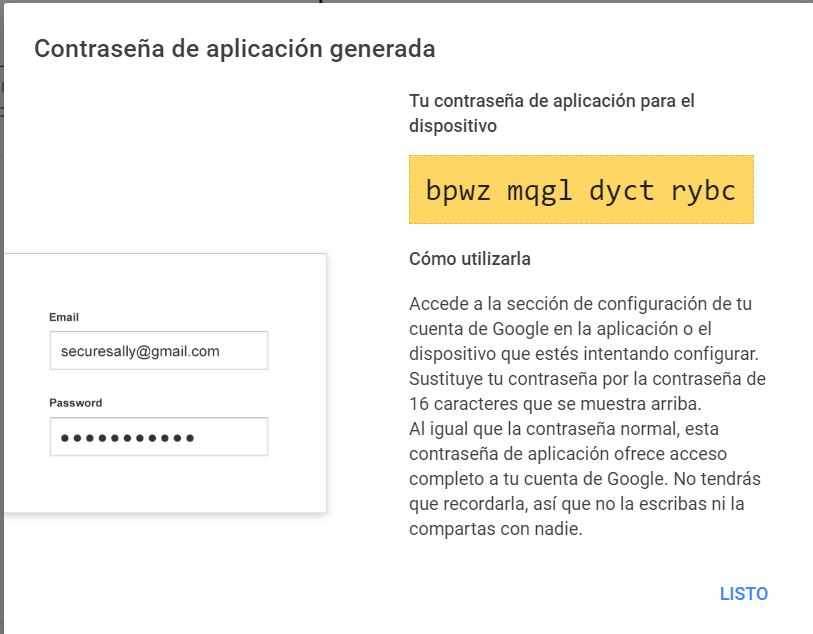 Contraseña de aplicación generada
Email
securesally@gmail.com
Password
Tu contraseña de aplicación para el
dispositivo
bpwz mqgl dyct rybc
Cómo utilizarla
Accede a la sección de configuración de tu
cuenta de Google en la aplicación o el
dispositivo que estés intentando configurar.
Sustituye tu contraseña por la contraseña de
16 caracteres que se muestra arriba.
Al igual que la contraseña normal, esta
contraseña de aplicación ofrece acceso
completo a tu cuenta de Google. No tendrás
que recordarla, así que no la escribas ni la
compartas con nadie.
LISTO